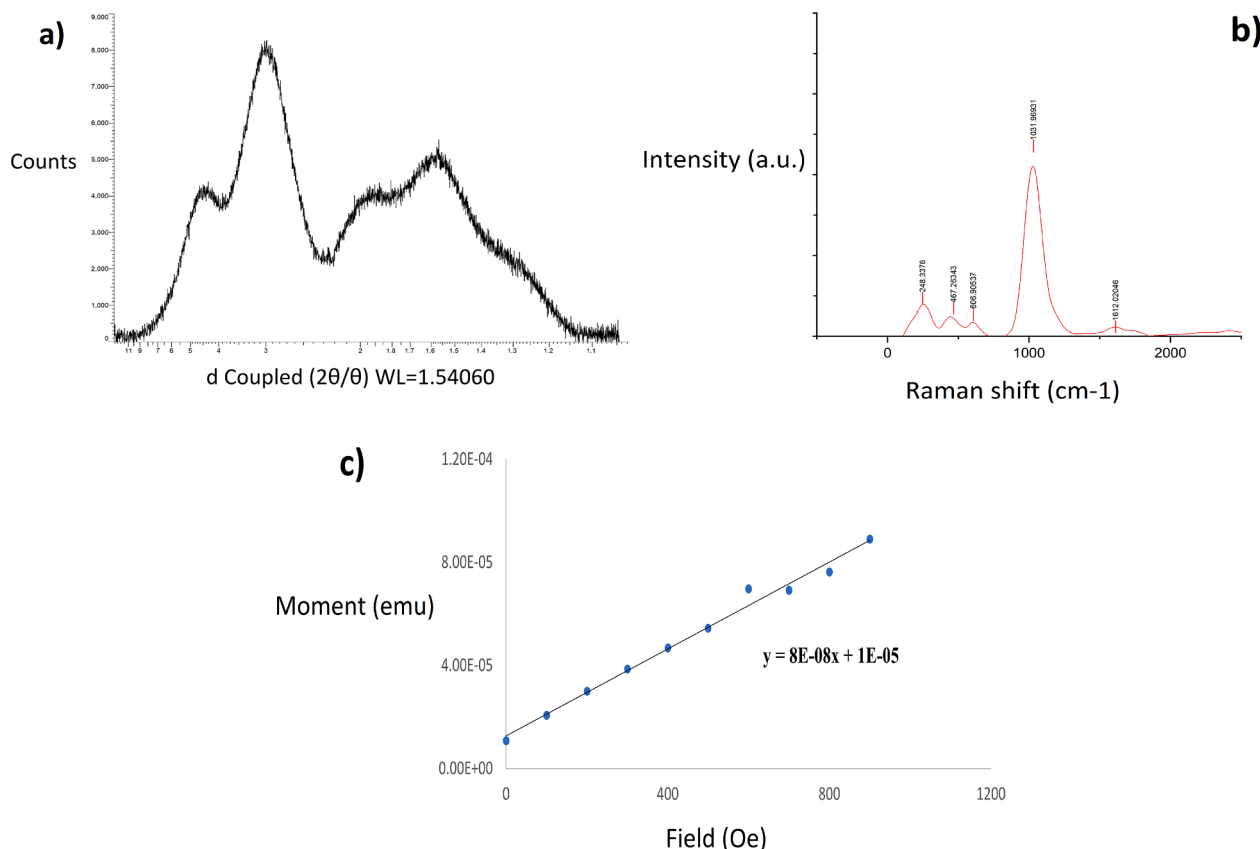 a)
9,000
8,000
7,000
6,000
5,000
4,000
3,000
2,000
1,000
0
Counts
11 9 8 7 6 5 4 3 2 1.8 1.7 1.6 1.5 1.4 1.3 1.2 1.1
d Coupled (2θ/θ) WL=1.54060
b)
Intensity (a.u.)
248.3376
467.26343
606.90537
1031.96931
1612.02046
0 1000 2000
Raman shift (cm-1)
c)
1.20E-04
8.00E-05
4.00E-05
0.00E+00
Moment (emu)
y = 8E-08x + 1E-05
0 400 800 1200
Field (Oe)